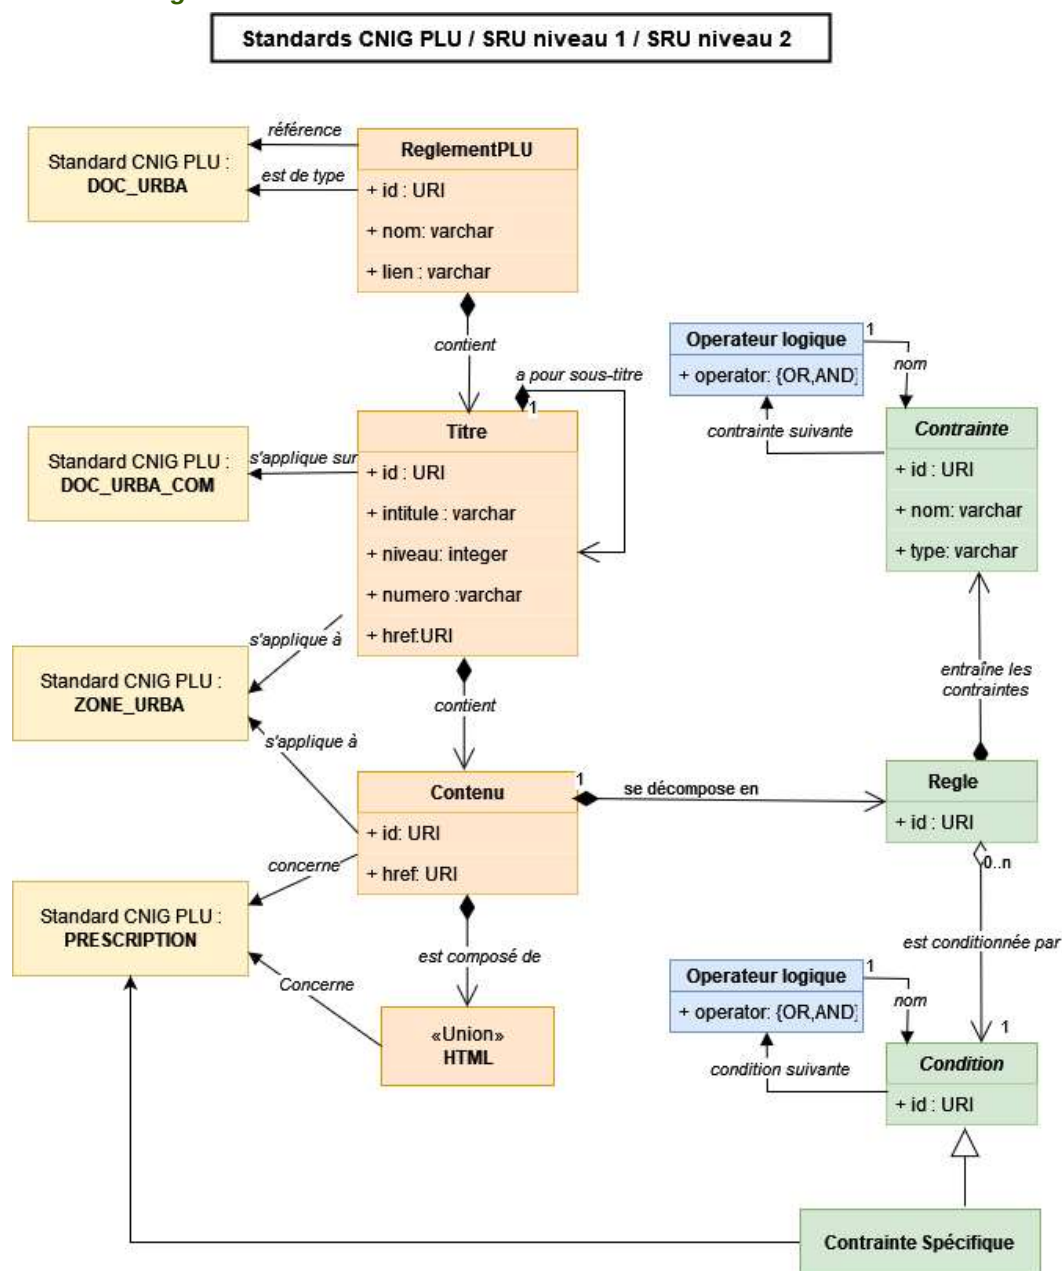 Standards CNIG PLU / SRU niveau 1 / SRU niveau 2
référence
Standard CNIG PLU :
DOC_URBA
est de type
ReglementPLU
+ id : URI
+ nom: varchar
+ lien : varchar
contient
a pour sous-titre
1
Operateur logique
+ operator: {OR,AND}
1
nom
contrainte suivante
Contrainte
+ id : URI
+ nom: varchar
+ type: varchar
Titre
+ id : URI
+ intitule : varchar
+ niveau: integer
+ numero :varchar
+ href:URI
Standard CNIG PLU :
DOC_URBA_COM
s'applique sur
s'applique à
Standard CNIG PLU :
ZONE_URBA
s'applique à
contient
entraîne les
contraintes
Contenu
+ id: URI
+ href: URI
1
se décompose en
Regle
+ id : URI
0..n
concerne
Standard CNIG PLU :
PRESCRIPTION
Concerne
est composé de
«Union»
HTML
est conditionnée par
1
Operateur logique
+ operator: {OR,AND}
1
nom
condition suivante
Condition
+ id : URI
Contrainte Spécifique